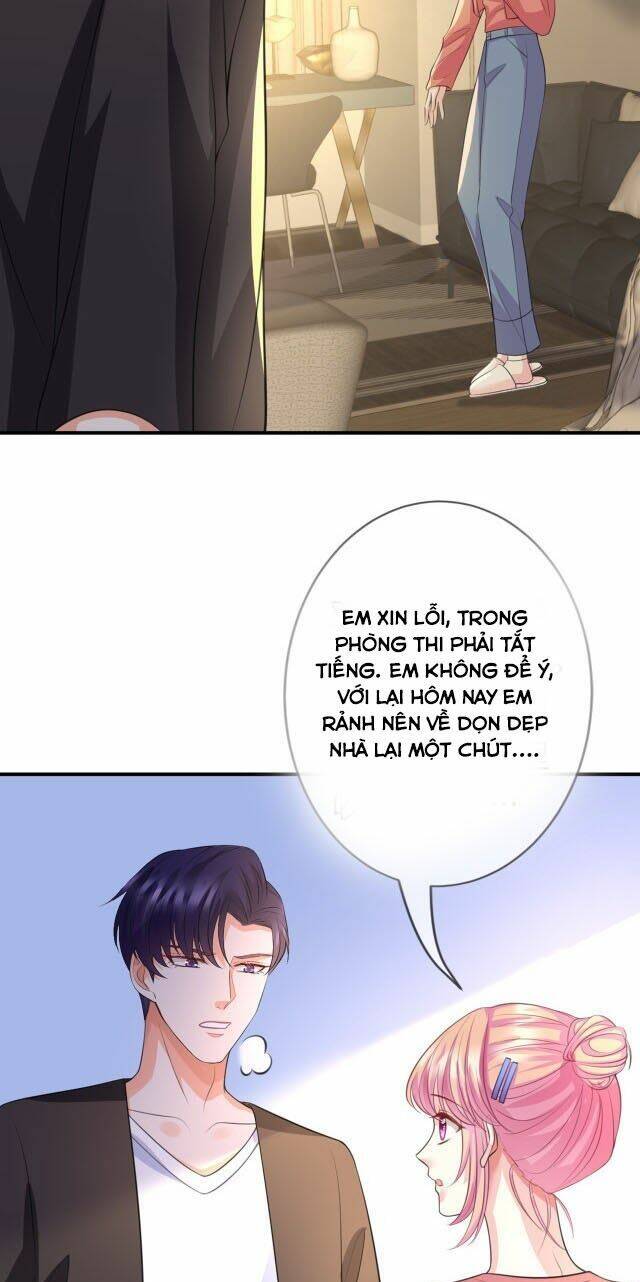 EM XIN LỖI, TRONG
PHÒNG THI PHẢI TẮT
TIẾNG. EM KHÔNG ĐỂ Ý,
VỚI LẠI HÔM NAY EM
RẢNH NÊN VỀ DỌN DẸP
NHÀ LẠI MỘT CHÚT....